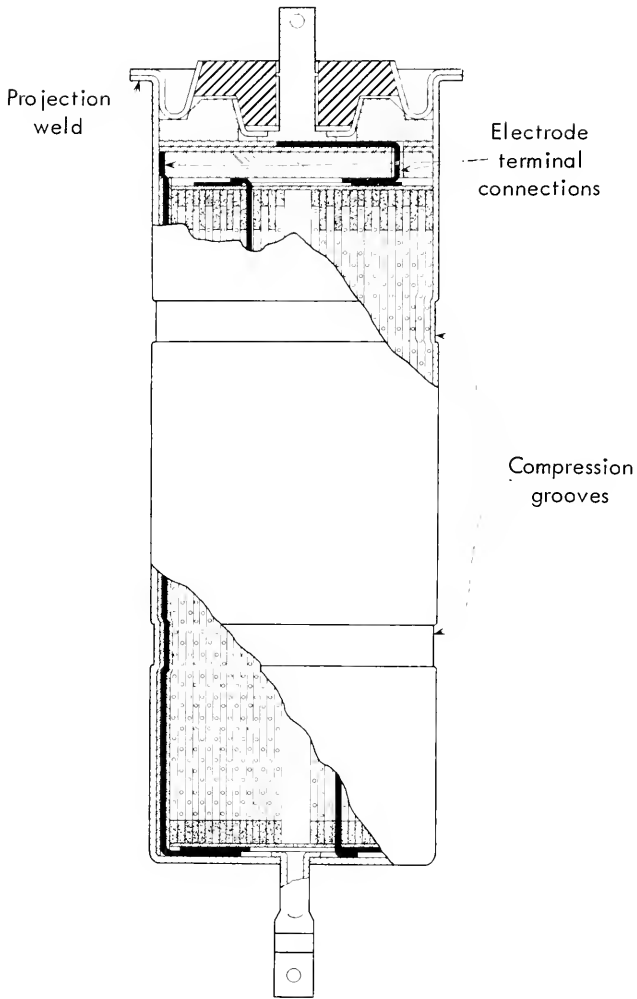 Projection
weld
Electrode
terminal
connections
Compression
grooves